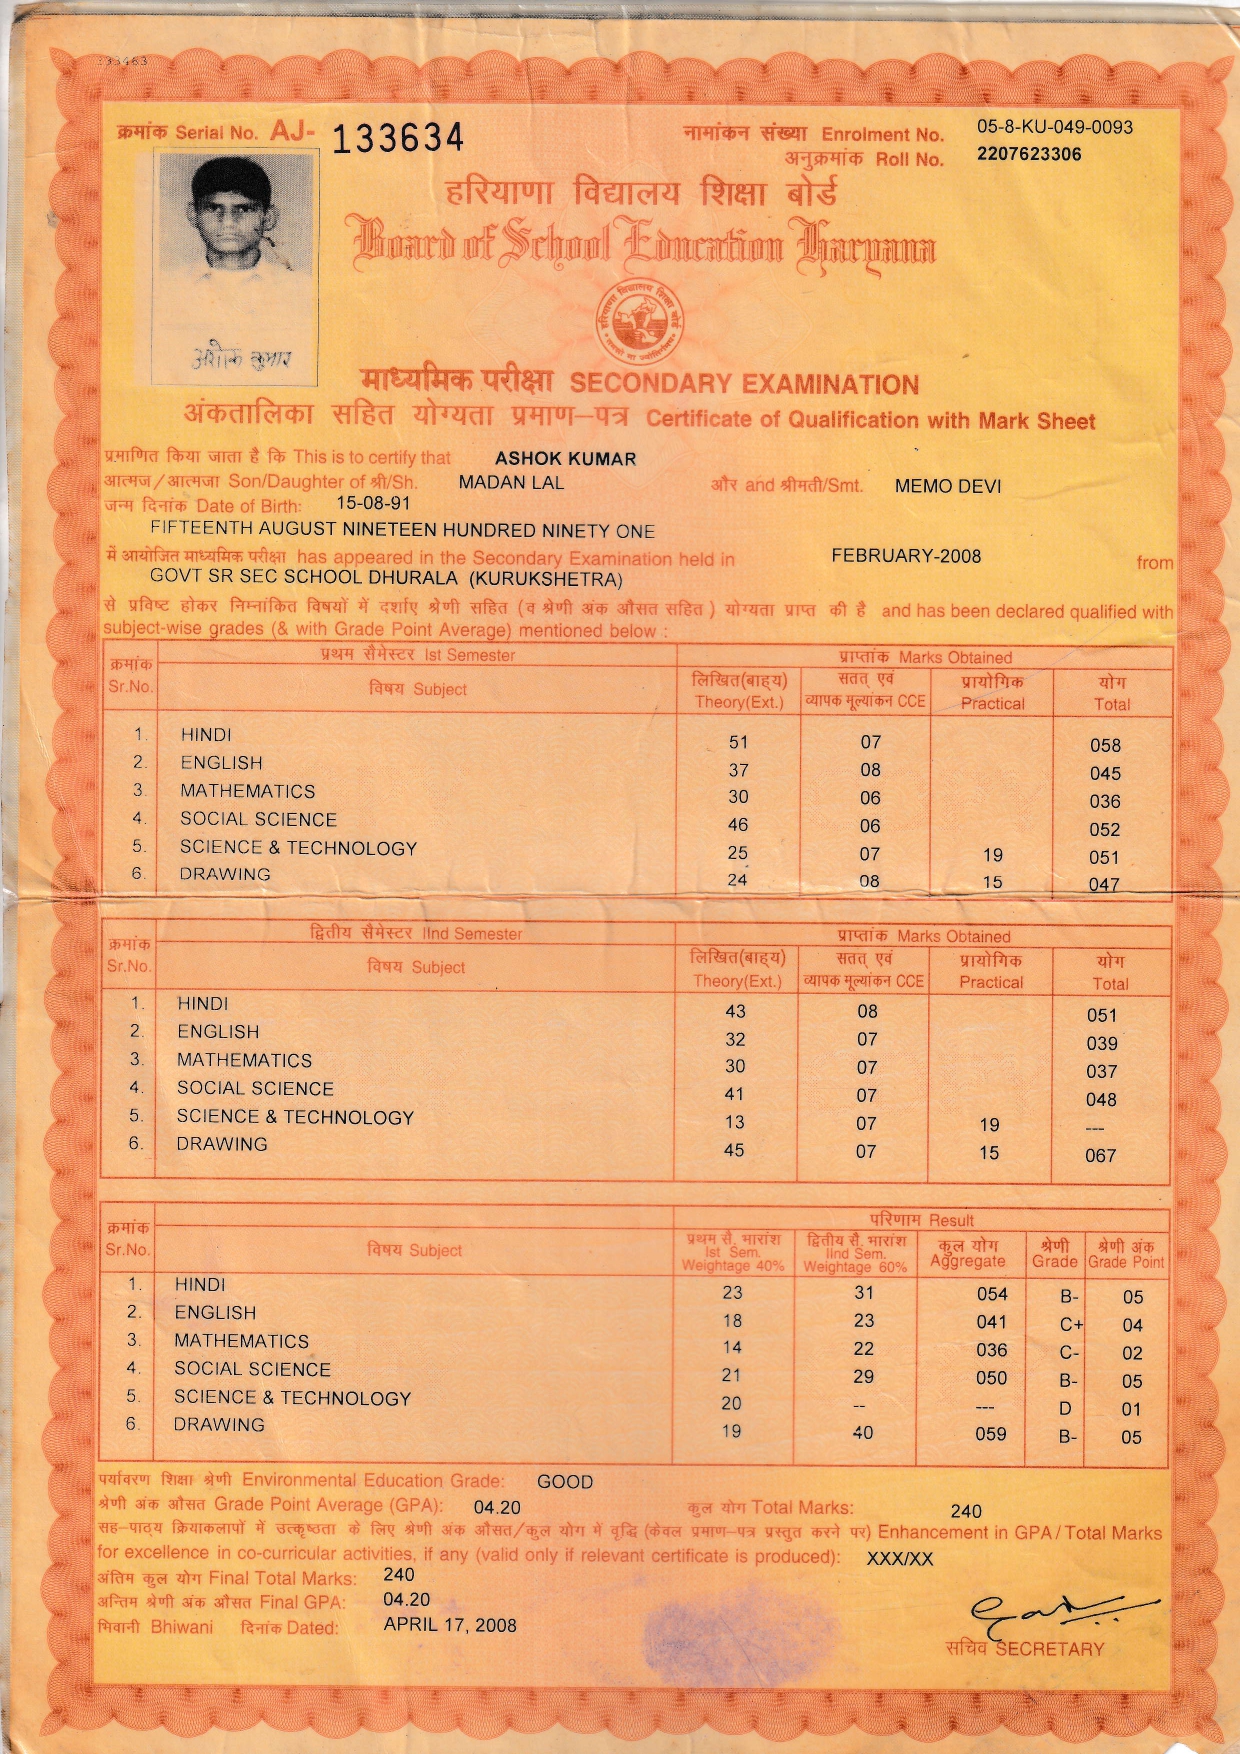 133463
क्रमांक Serial No. AJ- 133634
नामांकन संख्या Enrolment No. 05-8-KU-049-0093
अनुक्रमांक Roll No. 2207623306
हरियाणा विद्यालय शिक्षा बोर्ड
Board of School Education Haryana
अशोक कुमार
माध्यमिक परीक्षा SECONDARY EXAMINATION
अंकतालिका सहित योग्यता प्रमाण-पत्र Certificate of Qualification with Mark Sheet
प्रमाणित किया जाता है कि This is to certify that ASHOK KUMAR
आत्मज/आत्मजा Son/Daughter of श्री/Sh. MADAN LAL और and श्रीमती/Smt. MEMO DEVI
जन्म दिनांक Date of Birth: 15-08-91
FIFTEENTH AUGUST NINETEEN HUNDRED NINETY ONE
में आयोजित माध्यमिक परीक्षा has appeared in the Secondary Examination held in FEBRUARY-2008 from
GOVT SR SEC SCHOOL DHURALA (KURUKSHETRA)
से प्रविष्ट होकर निम्नांकित विषयों में दर्शाए श्रेणी सहित (व श्रेणी अंक औसत सहित) योग्यता प्राप्त की है and has been declared qualified with
subject-wise grades (& with Grade Point Average) mentioned below :
क्रमांक Sr.No. प्रथम सैमेस्टर Ist Semester प्राप्तांक Marks Obtained
विषय Subject लिखित(बाह्य) Theory(Ext.) सतत् एवं व्यापक मूल्यांकन CCE प्रायोगिक Practical योग Total
1. HINDI 51 07 058
2. ENGLISH 37 08 045
3. MATHEMATICS 30 06 036
4. SOCIAL SCIENCE 46 06 052
5. SCIENCE & TECHNOLOGY 25 07 19 051
6. DRAWING 24 08 15 047
क्रमांक Sr.No. द्वितीय सैमेस्टर IInd Semester प्राप्तांक Marks Obtained
विषय Subject लिखित(बाह्य) Theory(Ext.) सतत् एवं व्यापक मूल्यांकन CCE प्रायोगिक Practical योग Total
1. HINDI 43 08 051
2. ENGLISH 32 07 039
3. MATHEMATICS 30 07 037
4. SOCIAL SCIENCE 41 07 048
5. SCIENCE & TECHNOLOGY 13 07 19 ---
6. DRAWING 45 07 15 067
क्रमांक Sr.No. परिणाम Result
विषय Subject प्रथम सै. भारांश Ist Sem. Weightage 40% द्वितीय सै. भारांश IInd Sem. Weightage 60% कुल योग Aggregate श्रेणी Grade श्रेणी अंक Grade Point
1. HINDI 23 31 054 B- 05
2. ENGLISH 18 23 041 C+ 04
3. MATHEMATICS 14 22 036 C- 02
4. SOCIAL SCIENCE 21 29 050 B- 05
5. SCIENCE & TECHNOLOGY 20 -- --- D 01
6. DRAWING 19 40 059 B- 05
पर्यावरण शिक्षा श्रेणी Environmental Education Grade: GOOD
श्रेणी अंक औसत Grade Point Average (GPA): 04.20 कुल योग Total Marks: 240
सह-पाठ्य क्रियाकलापों में उत्कृष्ठता के लिए श्रेणी अंक औसत/कुल योग में वृद्धि (केवल प्रमाण-पत्र प्रस्तुत करने पर) Enhancement in GPA/Total Marks
for excellence in co-curricular activities, if any (valid only if relevant certificate is produced): XXX/XX
अंतिम कुल योग Final Total Marks: 240
अन्तिम श्रेणी अंक औसत Final GPA: 04.20
भिवानी Bhiwani दिनांक Dated: APRIL 17, 2008
सचिव SECRETARY